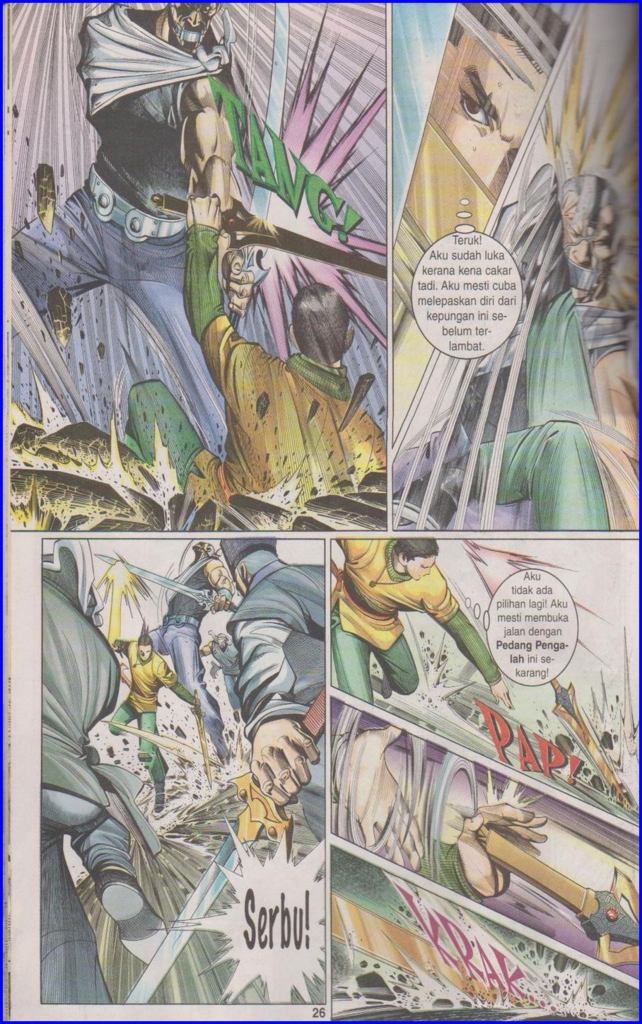 TANG!
Teruk!
Aku sudah luka
kerana kena cakar
tadi. Aku mesti cuba
melepaskan diri dari
kepungan ini se-
belum ter-
lambat.
Serbu!
26
Aku
tidak ada
pilihan lagi! Aku
mesti membuka
jalan dengan
Pedang Penga-
lah ini se-
karang!
PAP!
KRAK